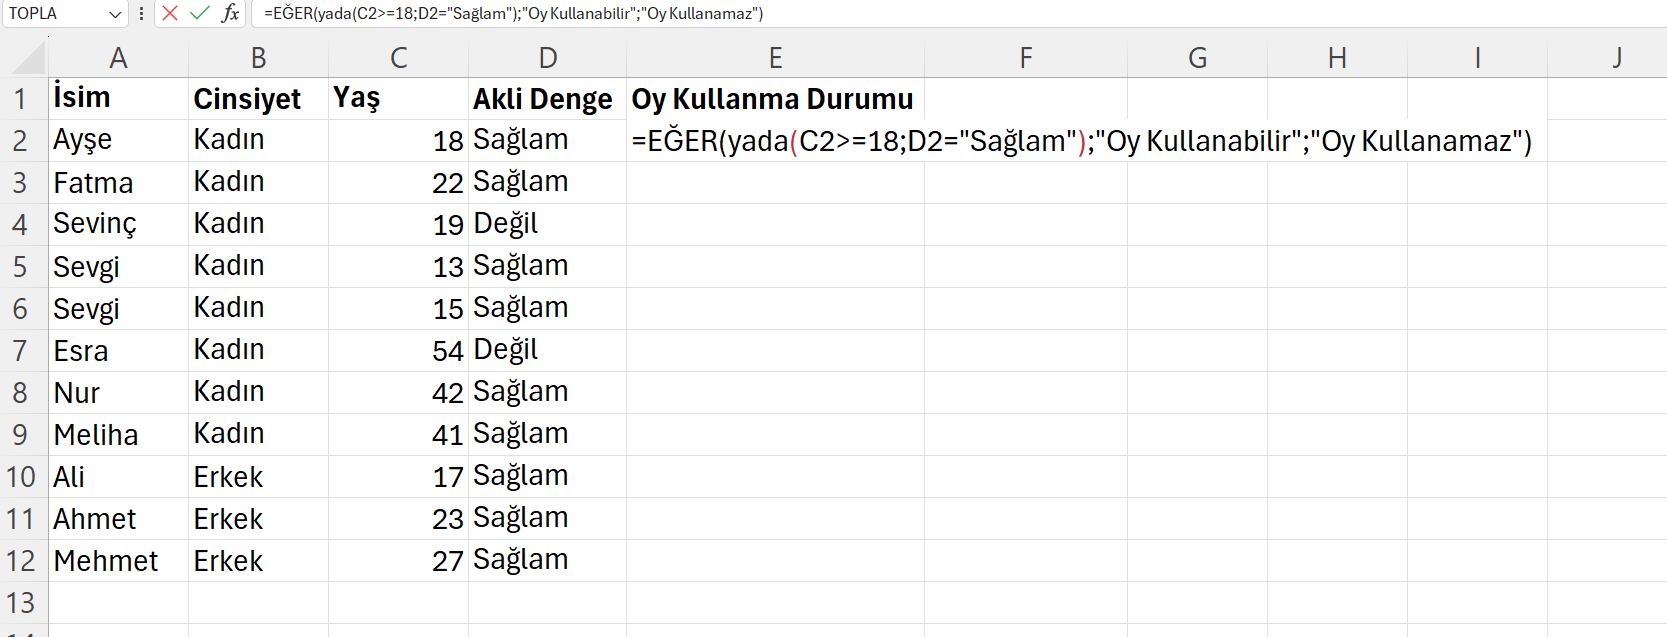 TOPLA =EĞER(yada(C2>=18;D2="Sağlam");"Oy Kullanabilir";"Oy Kullanamaz")
A B C D E F G H I J
1 İsim Cinsiyet Yaş Akli Denge Oy Kullanma Durumu
2 Ayşe Kadın 18 Sağlam =EĞER(yada(C2>=18;D2="Sağlam");"Oy Kullanabilir";"Oy Kullanamaz")
3 Fatma Kadın 22 Sağlam
4 Sevinç Kadın 19 Değil
5 Sevgi Kadın 13 Sağlam
6 Sevgi Kadın 15 Sağlam
7 Esra Kadın 54 Değil
8 Nur Kadın 42 Sağlam
9 Meliha Kadın 41 Sağlam
10 Ali Erkek 17 Sağlam
11 Ahmet Erkek 23 Sağlam
12 Mehmet Erkek 27 Sağlam
13